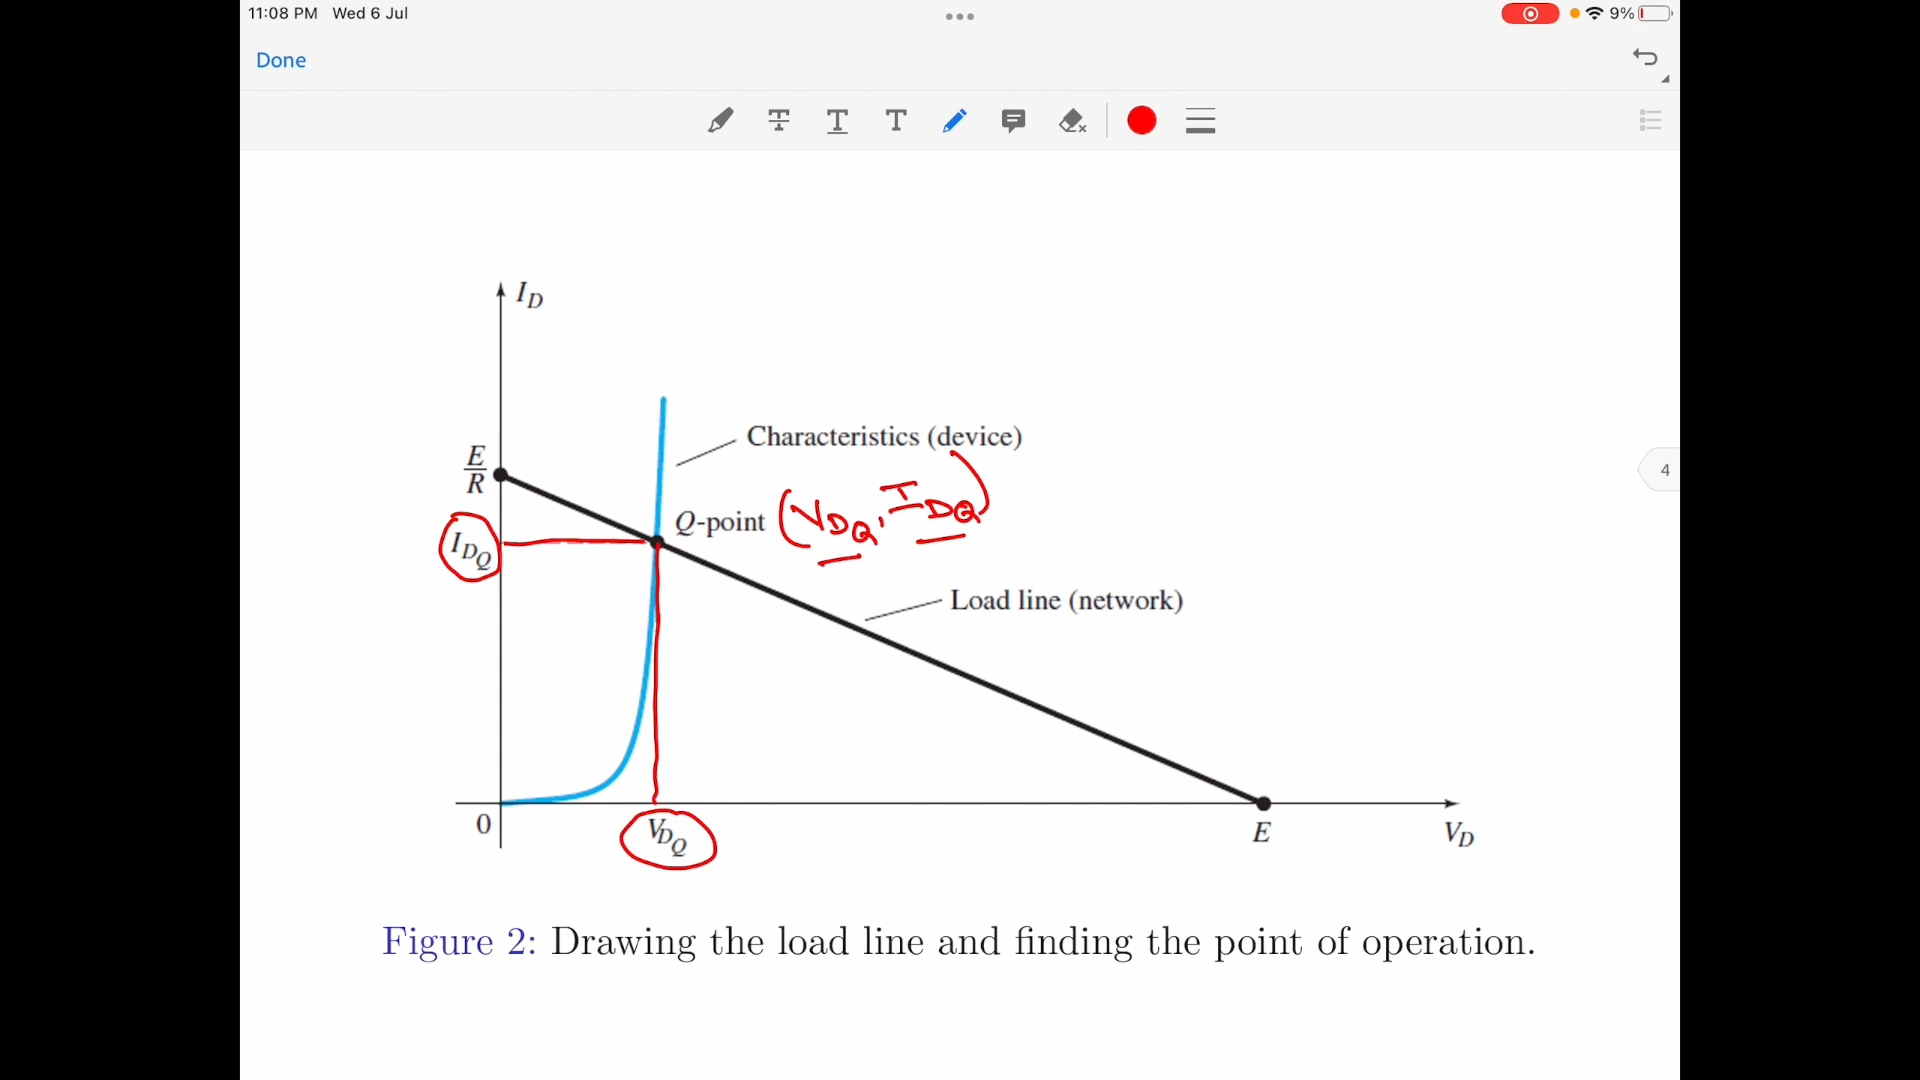 11:08 PM Wed 6 Jul
9%
Done
4
I_D
E/R
Characteristics (device)
Q-point (V_DQ, I_DQ)
I_DQ
Load line (network)
0
V_DQ
E
V_D
Figure 2: Drawing the load line and finding the point of operation.